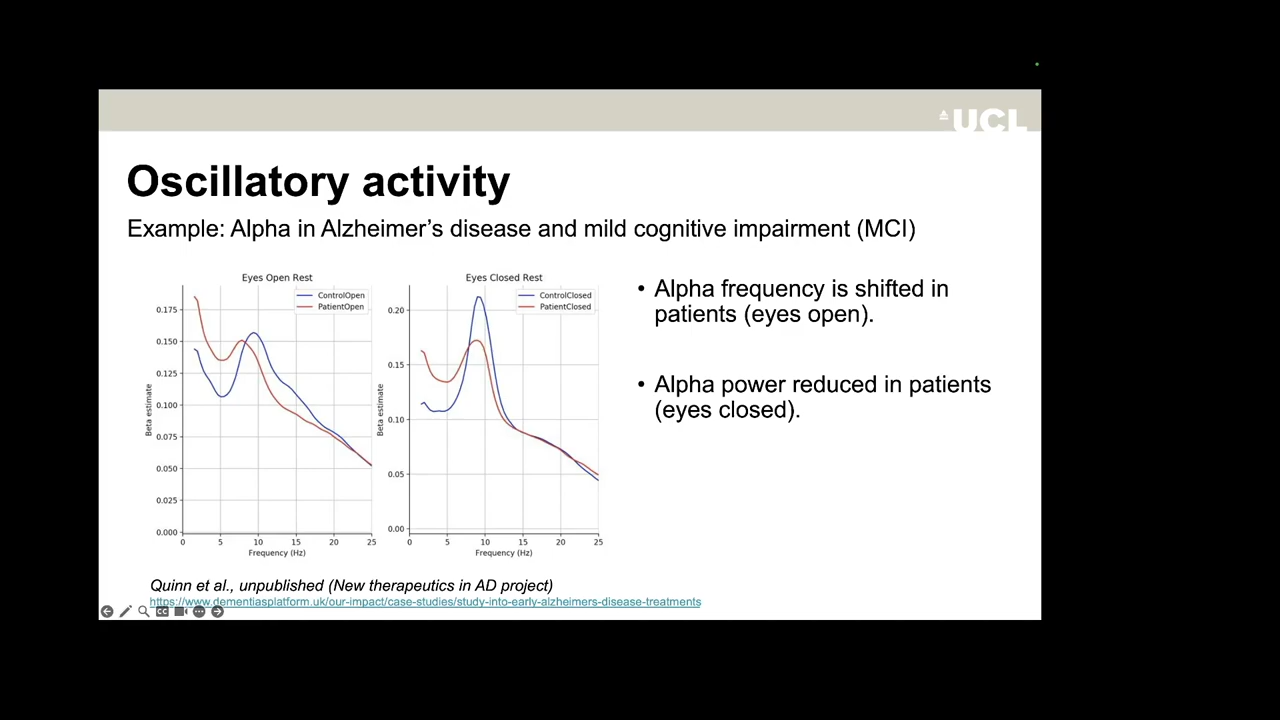 UCL
Oscillatory activity
Example: Alpha in Alzheimer's disease and mild cognitive impairment (MCI)
Eyes Open Rest
ControlOpen
PatientOpen
0.175
0.150
0.125
0.100
0.075
0.050
0.025
0.000
Beta estimate
0 5 10 15 20 25
Frequency (Hz)
Eyes Closed Rest
ControlClosed
PatientClosed
0.20
0.15
0.10
0.05
0.00
Beta estimate
0 5 10 15 20 25
Frequency (Hz)
• Alpha frequency is shifted in
patients (eyes open).
• Alpha power reduced in patients
(eyes closed).
Quinn et al., unpublished (New therapeutics in AD project)
https://www.dementiasplatform.uk/our-impact/case-studies/study-into-early-alzheimers-disease-treatments
CC